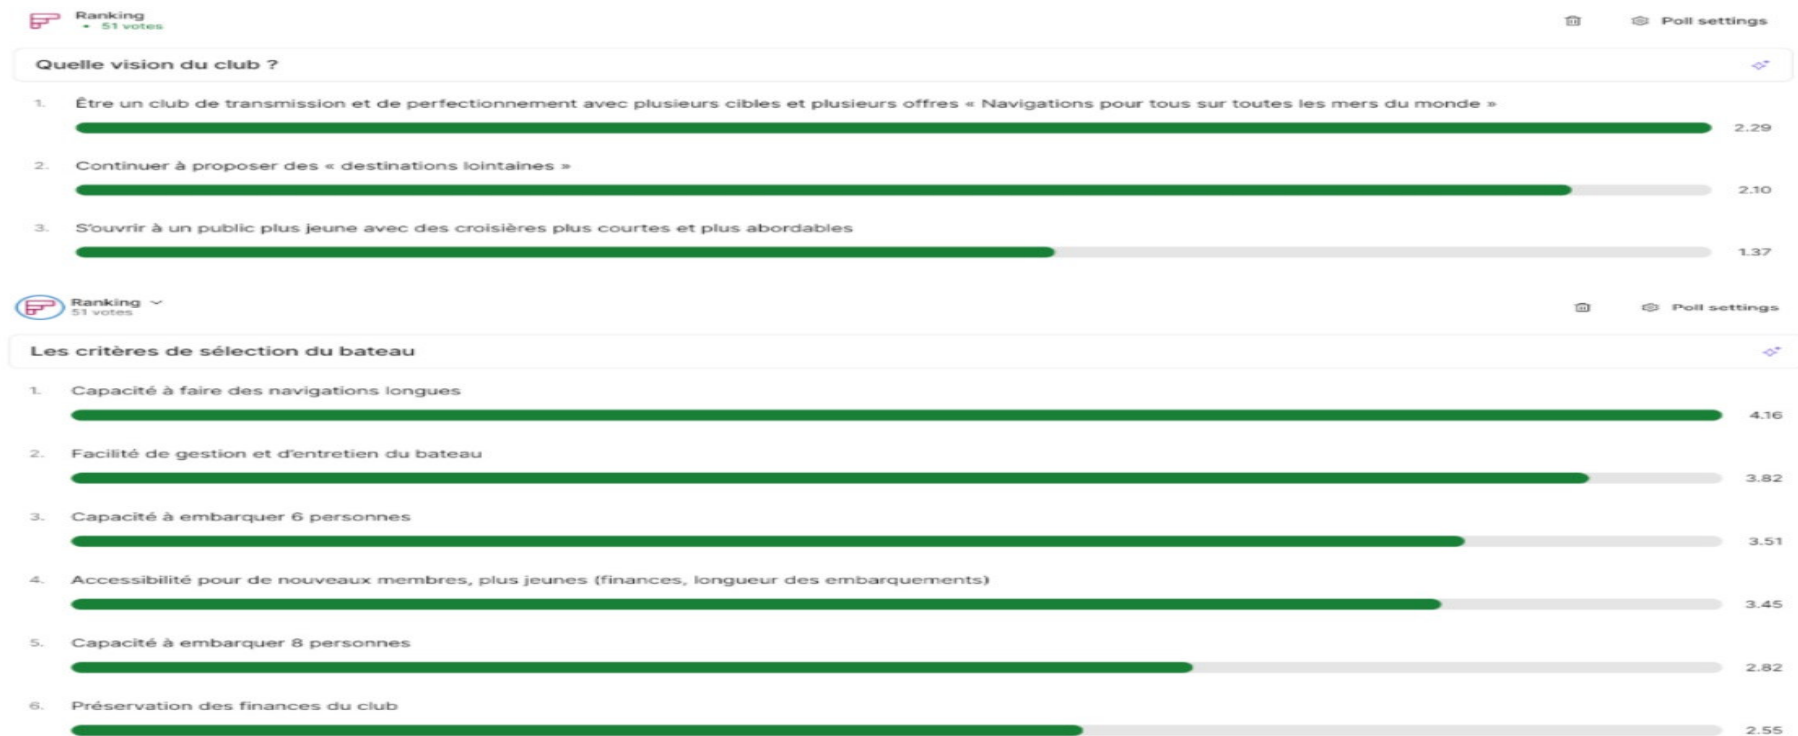 Ranking
51 votes
Poll settings
Quelle vision du club ?
1. Être un club de transmission et de perfectionnement avec plusieurs cibles et plusieurs offres « Navigations pour tous sur toutes les mers du monde »
2.29
2. Continuer à proposer des « destinations lointaines »
2.10
3. S'ouvrir à un public plus jeune avec des croisières plus courtes et plus abordables
1.37
Ranking
51 votes
Poll settings
Les critères de sélection du bateau
1. Capacité à faire des navigations longues
4.16
2. Facilité de gestion et d'entretien du bateau
3.82
3. Capacité à embarquer 6 personnes
3.51
4. Accessibilité pour de nouveaux membres, plus jeunes (finances, longueur des embarquements)
3.45
5. Capacité à embarquer 8 personnes
2.82
6. Préservation des finances du club
2.55